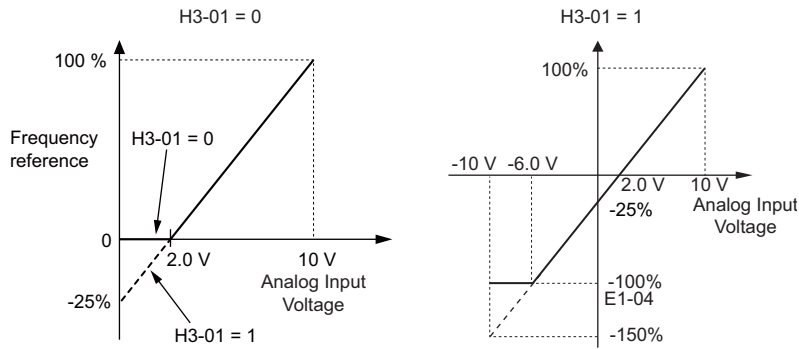 H3-01 = 0
100 %
Frequency
reference
H3-01 = 0
0
2.0 V
10 V
Analog Input
Voltage
-25%
H3-01 = 1
H3-01 = 1
100%
-10 V
-6.0 V
2.0 V
10 V
Analog Input
Voltage
-25%
-100%
E1-04
-150%